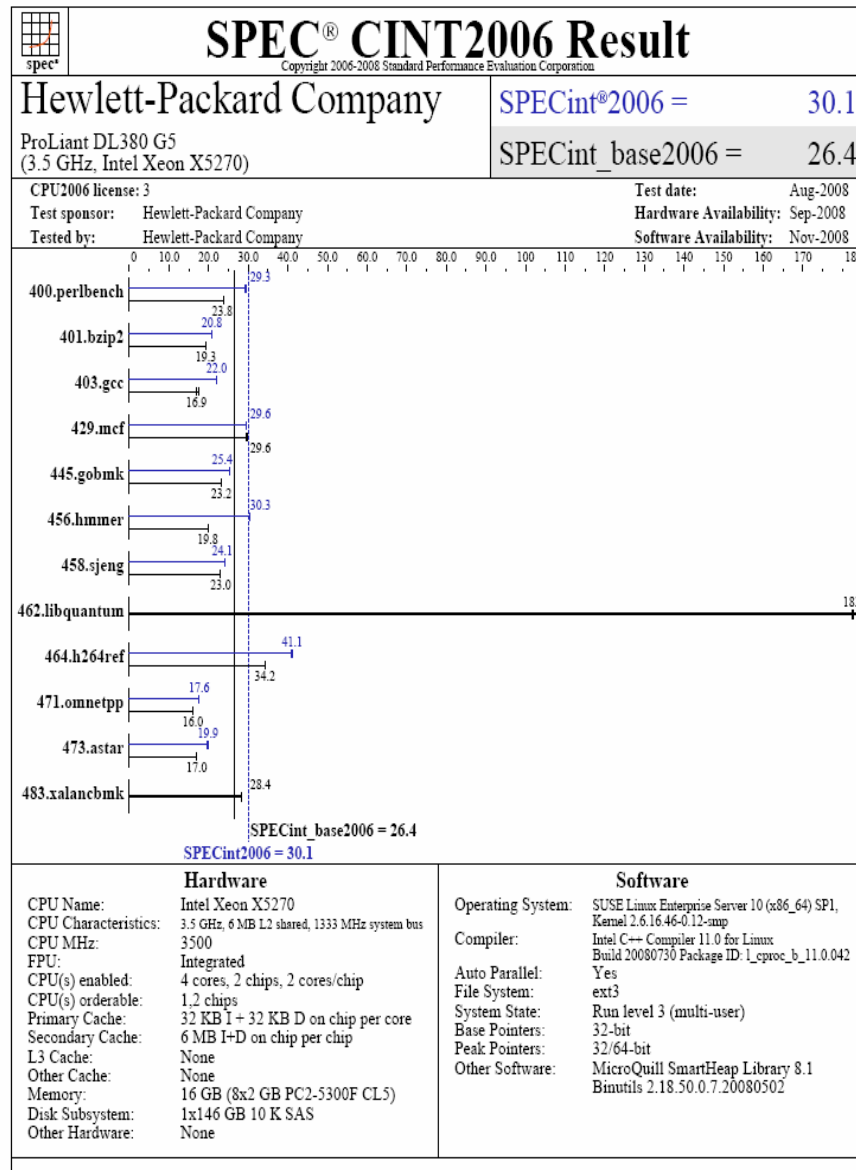 spec®
SPEC® CINT2006 Result
Copyright 2006-2008 Standard Performance Evaluation Corporation
Hewlett-Packard Company
ProLiant DL380 G5
(3.5 GHz, Intel Xeon X5270)
SPECint®2006 = 30.1
SPECint_base2006 = 26.4
CPU2006 license: 3
Test sponsor: Hewlett-Packard Company
Tested by: Hewlett-Packard Company
Test date: Aug-2008
Hardware Availability: Sep-2008
Software Availability: Nov-2008
0 10.0 20.0 30.0 40.0 50.0 60.0 70.0 80.0 90.0 100 110 120 130 140 150 160 170 18
400.perlbench 29.3
23.8
401.bzip2 20.8
19.3
403.gcc 22.0
16.9
429.mcf 29.6
29.6
445.gobmk 25.4
23.2
456.hmmer 30.3
19.8
458.sjeng 24.1
23.0
462.libquantum 18
464.h264ref 41.1
34.2
471.omnetpp 17.6
16.0
473.astar 19.9
17.0
483.xalancbmk 28.4
SPECint_base2006 = 26.4
SPECint2006 = 30.1
Hardware
CPU Name: Intel Xeon X5270
CPU Characteristics: 3.5 GHz, 6 MB L2 shared, 1333 MHz system bus
CPU MHz: 3500
FPU: Integrated
CPU(s) enabled: 4 cores, 2 chips, 2 cores/chip
CPU(s) orderable: 1,2 chips
Primary Cache: 32 KB I + 32 KB D on chip per core
Secondary Cache: 6 MB I+D on chip per chip
L3 Cache: None
Other Cache: None
Memory: 16 GB (8x2 GB PC2-5300F CL5)
Disk Subsystem: 1x146 GB 10 K SAS
Other Hardware: None
Software
Operating System: SUSE Linux Enterprise Server 10 (x86_64) SP1,
Kernel 2.6.16.46-0.12-smp
Compiler: Intel C++ Compiler 11.0 for Linux
Build 20080730 Package ID: l_cproc_b_11.0.042
Auto Parallel: Yes
File System: ext3
System State: Run level 3 (multi-user)
Base Pointers: 32-bit
Peak Pointers: 32/64-bit
Other Software: MicroQuill SmartHeap Library 8.1
Binutils 2.18.50.0.7.20080502